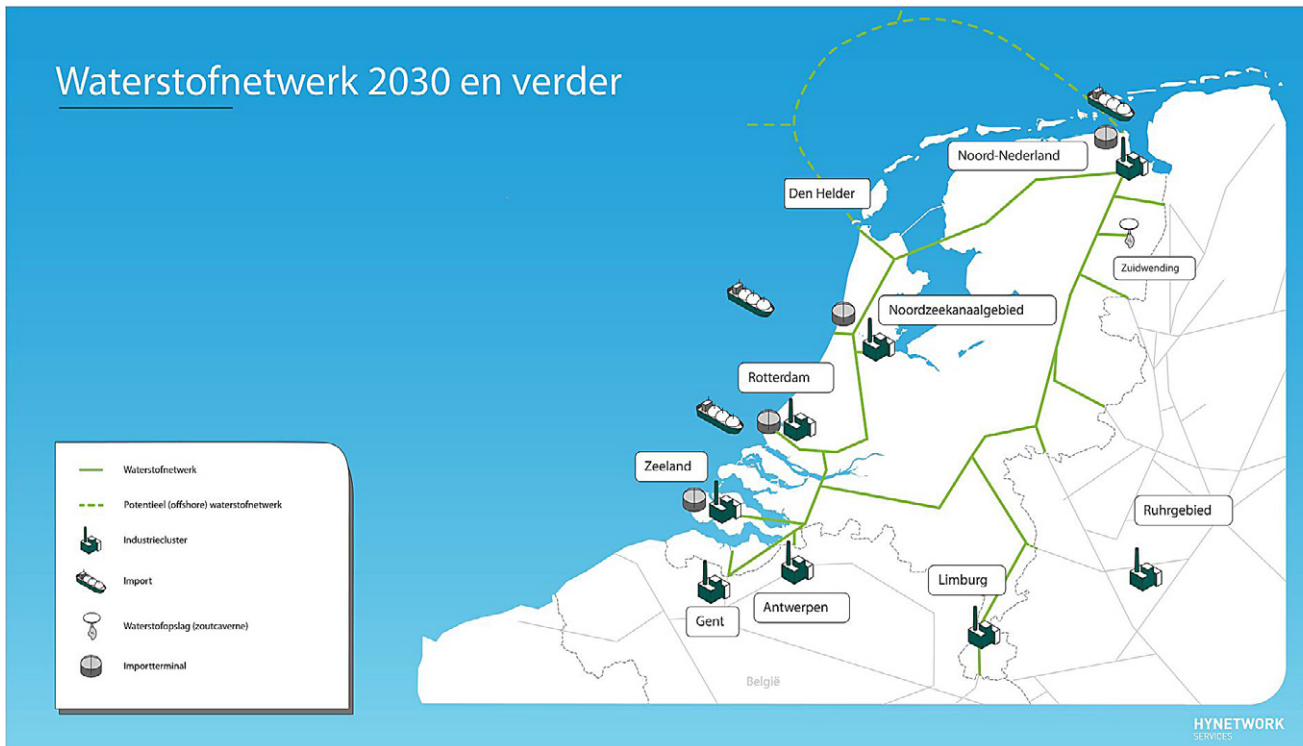 Waterstofnetwerk 2030 en verder
Noord-Nederland
Den Helder
Zuidwending
Noordzeekanaalgebied
Rotterdam
Zeeland
Ruhrgebied
Limburg
Antwerpen
Gent
België
Waterstofnetwerk
Potentieel (offshore) waterstofnetwerk
Industriecluster
Import
Waterstofopslag (zoutcaverne)
Importterminal
HYNETWORK
SERVICES